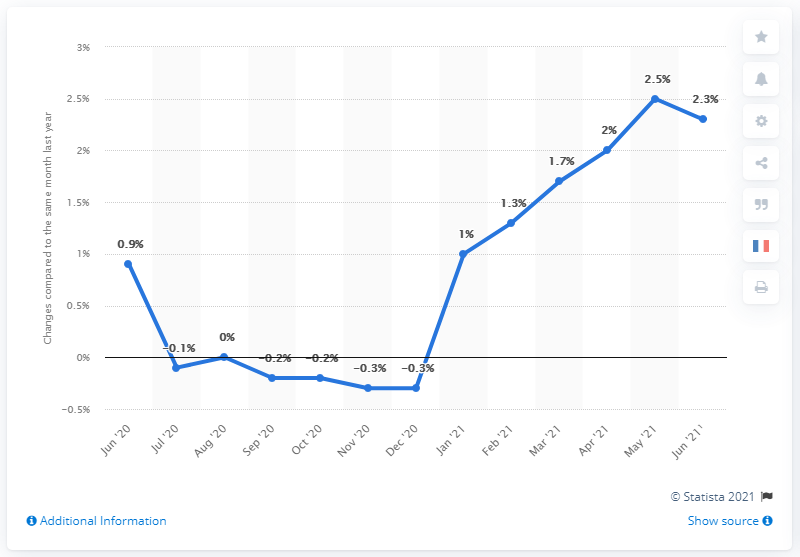 3%
2.5%
2%
1.5%
1%
0.5%
0%
−0.5%
Changes compared to the same month last year
0.9%
−0.1%
0%
−0.2%
−0.2%
−0.3%
−0.3%
1%
1.3%
1.7%
2%
2.5%
2.3%
Jun '20
Jul '20
Aug '20
Sep '20
Oct '20
Nov '20
Dec '20
Jan '21
Feb '21
Mar '21
Apr '21
May '21
Jun '21¹
© Statista 2021
Additional Information
Show source